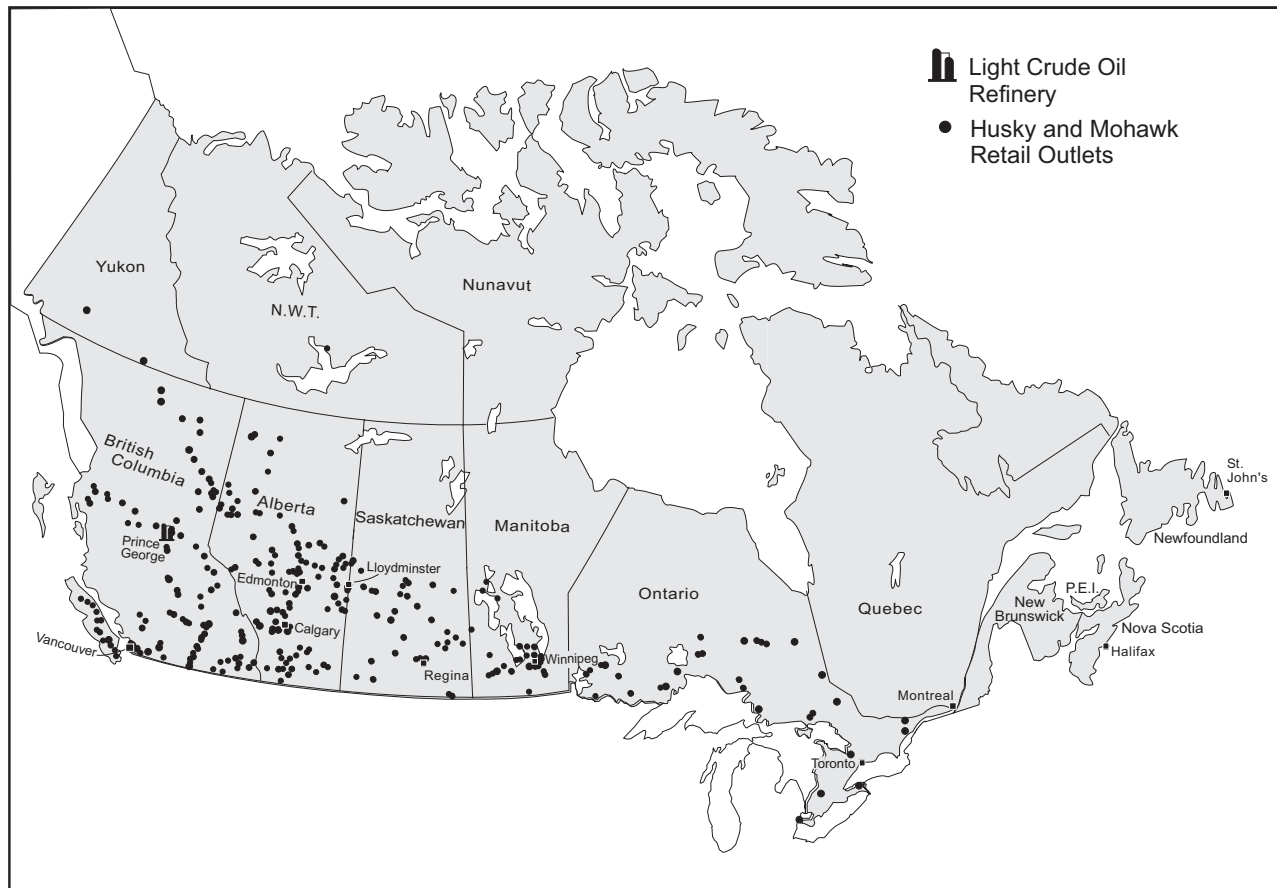 Light Crude Oil
Refinery
Husky and Mohawk
Retail Outlets
Yukon
N.W.T.
Nunavut
British
Columbia
Alberta
Saskatchewan
Manitoba
Prince
George
Edmonton
Lloydminster
Calgary
Vancouver
Regina
Winnipeg
Ontario
Quebec
St.
John's
Newfoundland
P.E.I.
New
Brunswick
Nova Scotia
Halifax
Montreal
Toronto